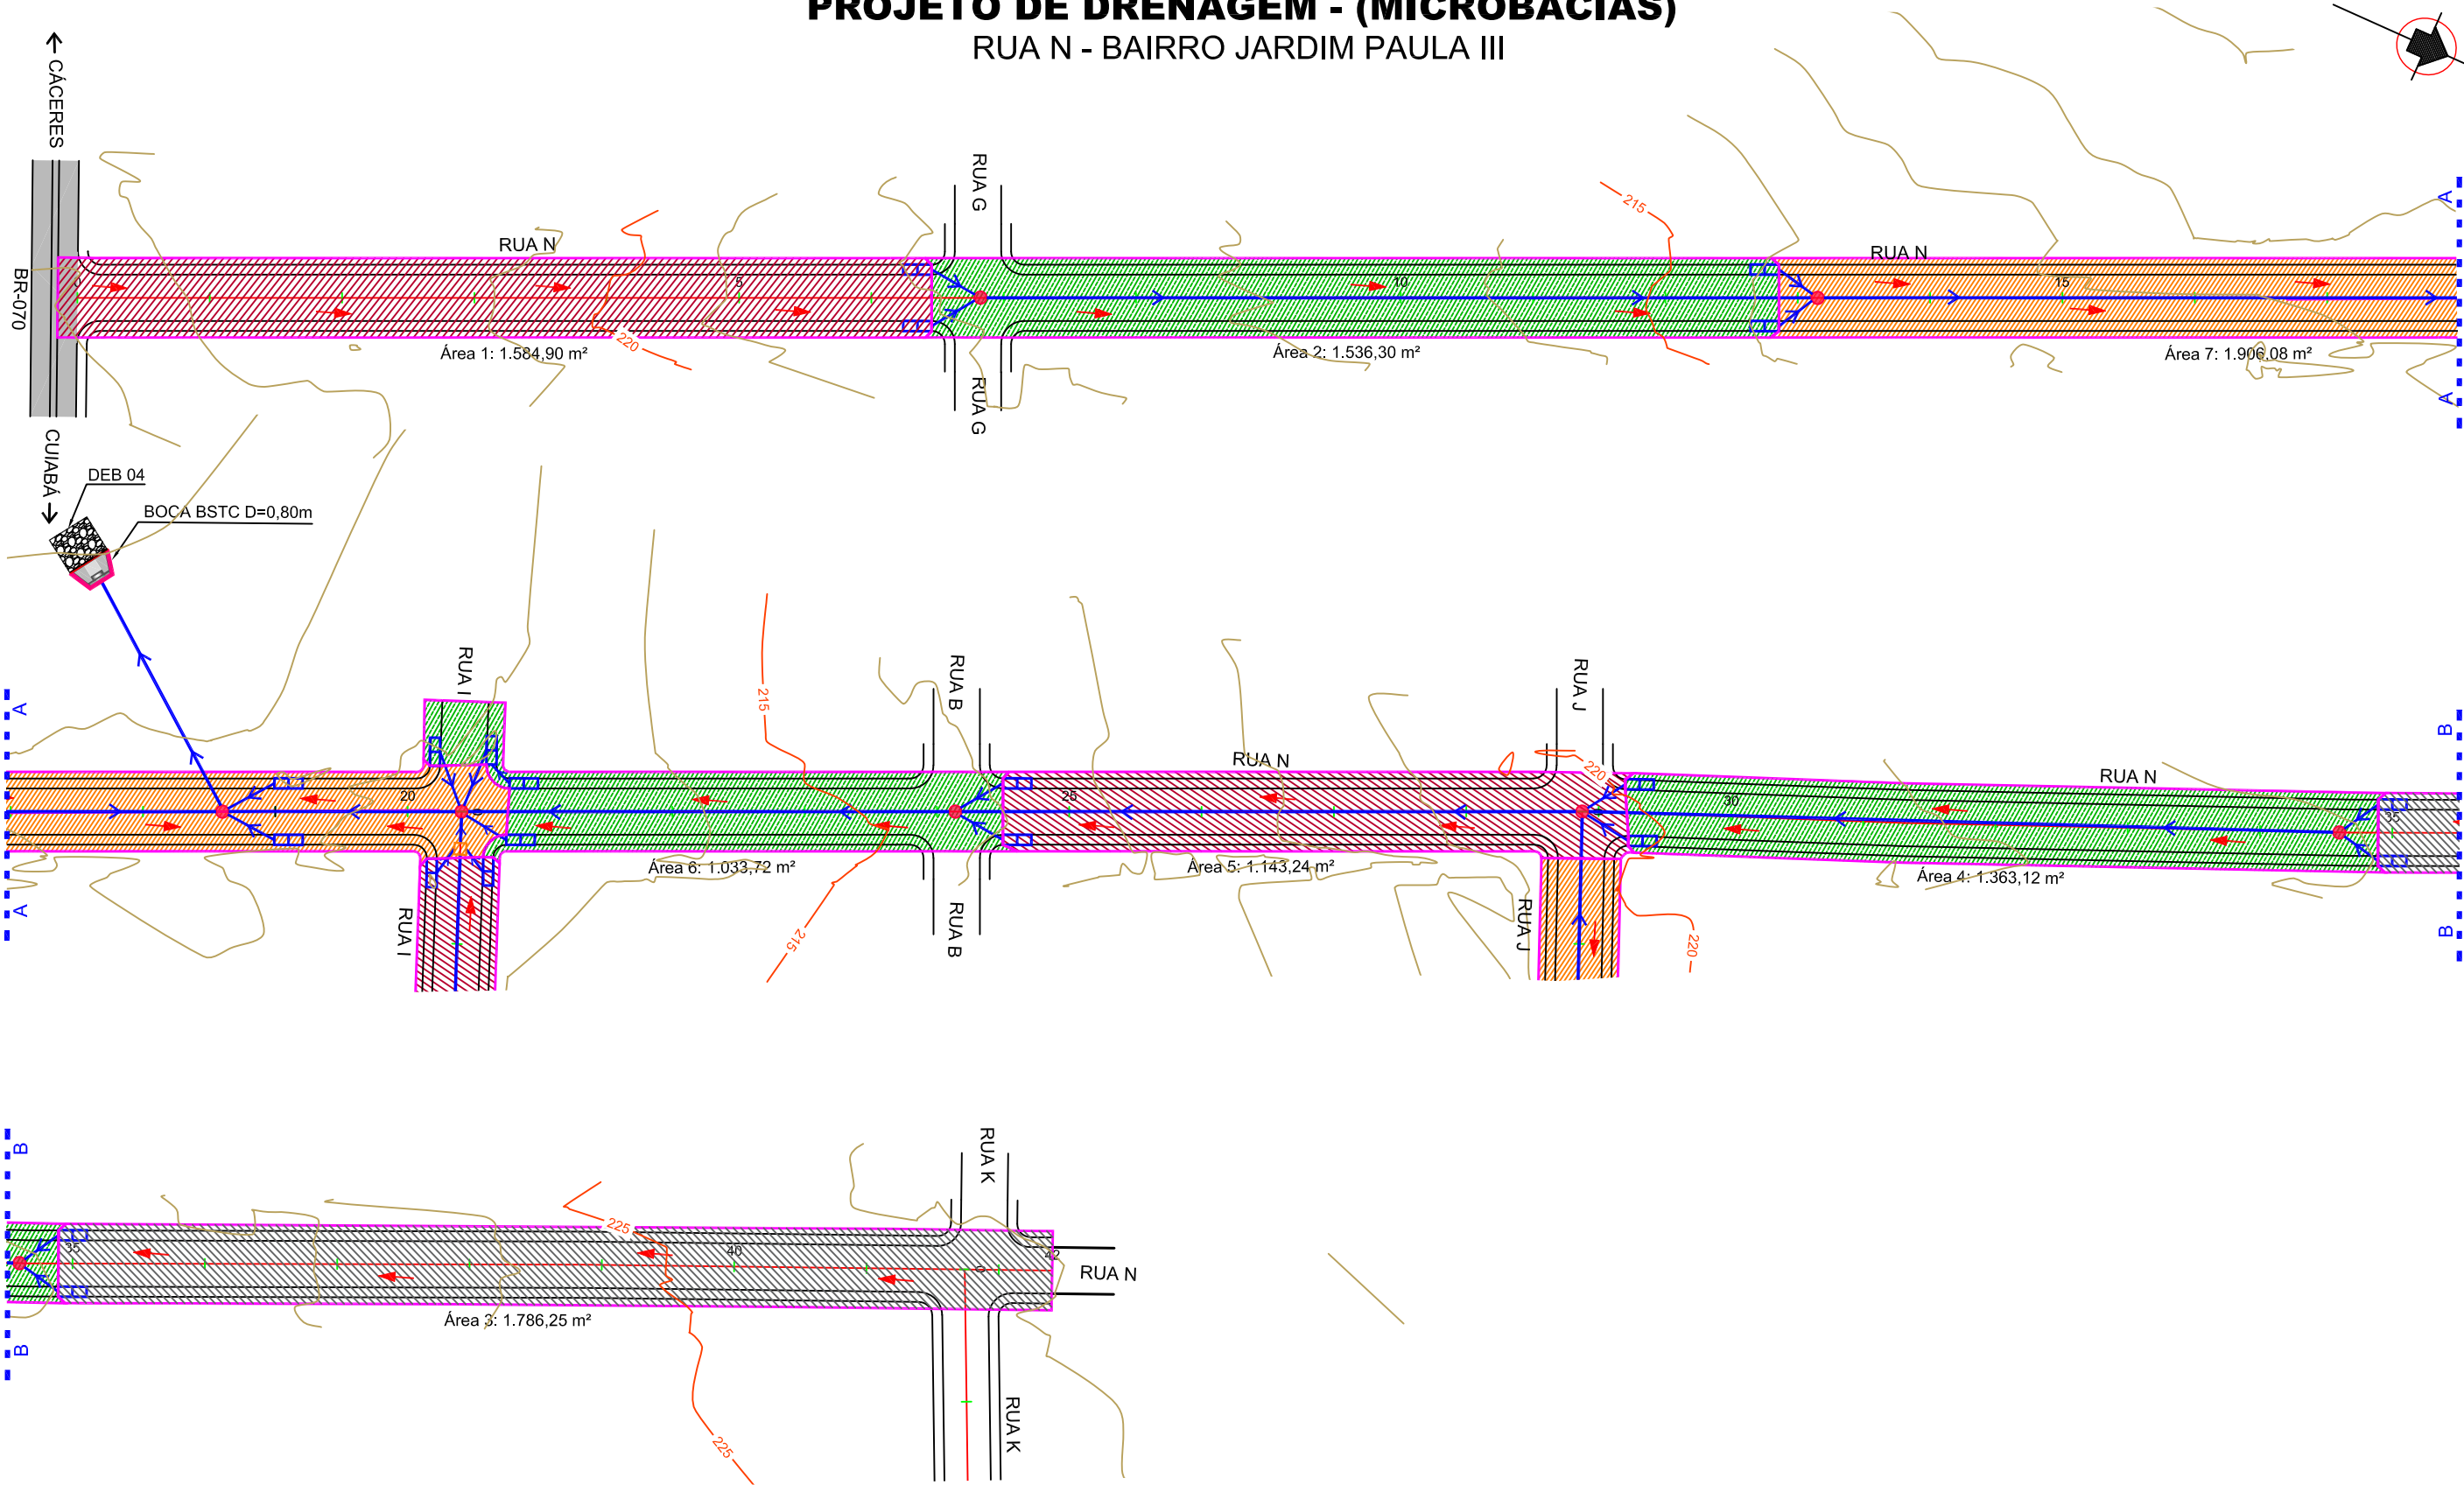 PROJETO DE DRENAGEM - (MICROBACIAS)
RUA N - BAIRRO JARDIM PAULA III
CÁCERES
BR-070
CUIABÁ
RUA N
5
220
Área 1: 1.584,90 m²
RUA G
RUA G
10
215
Área 2: 1.536,30 m²
RUA N
15
Área 7: 1.906,08 m²
A
A
DEB 04
BOCA BSTC D=0,80m
A
A
20
RUA I
RUA I
0
215
215
Área 6: 1.033,72 m²
RUA B
RUA B
25
RUA N
Área 5: 1.143,24 m²
RUA J
RUA J
220
220
30
RUA N
Área 4: 1.363,12 m²
35
B
B
B
B
35
225
225
40
Área 3: 1.786,25 m²
RUA K
RUA K
0
42
RUA N